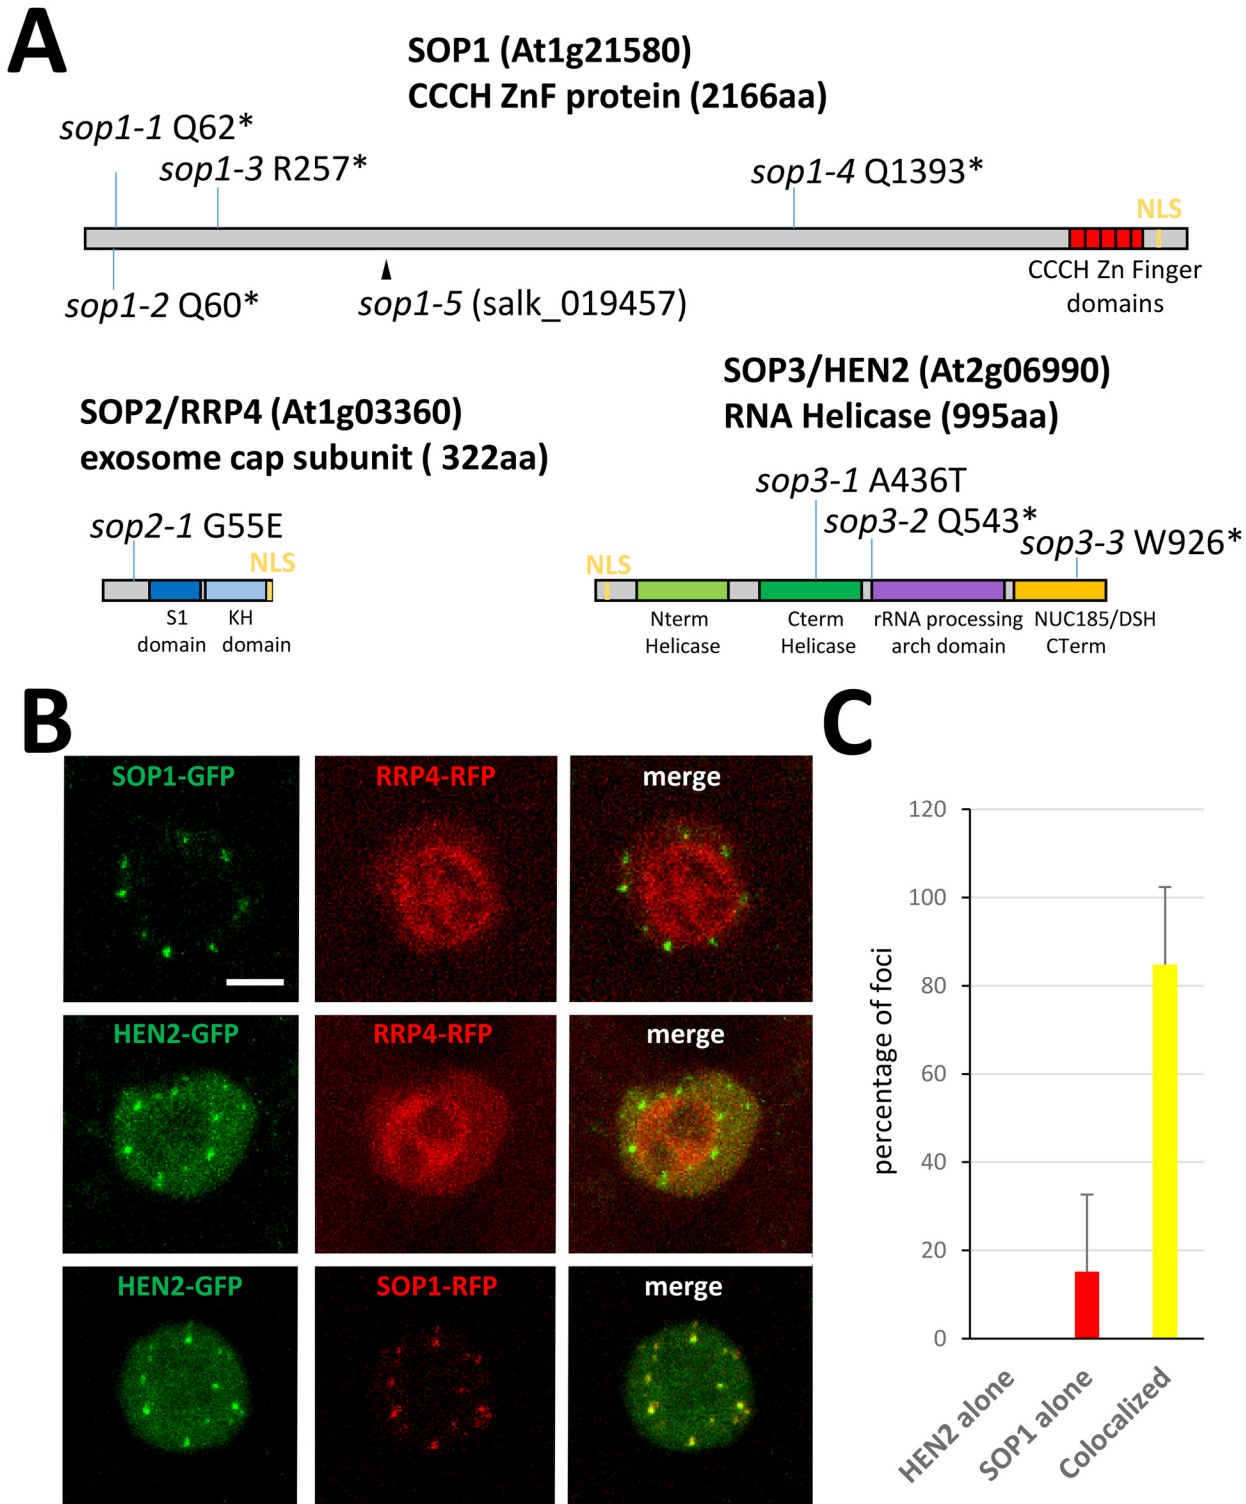 A
SOP1 (At1g21580)
CCCH ZnF protein (2166aa)
sop1-1 Q62*
sop1-3 R257*
sop1-4 Q1393*
NLS
CCCH Zn Finger
domains
sop1-2 Q60*
sop1-5 (salk_019457)
SOP2/RRP4 (At1g03360)
exosome cap subunit ( 322aa)
sop2-1 G55E
NLS
S1
domain
KH
domain
SOP3/HEN2 (At2g06990)
RNA Helicase (995aa)
sop3-1 A436T
sop3-2 Q543*
sop3-3 W926*
NLS
Nterm
Helicase
Cterm
Helicase
rRNA processing
arch domain
NUC185/DSH
CTerm
B
SOP1-GFP
RRP4-RFP
merge
HEN2-GFP
RRP4-RFP
merge
HEN2-GFP
SOP1-RFP
merge
C
percentage of foci
120
100
80
60
40
20
0
HEN2 alone
SOP1 alone
Colocalized